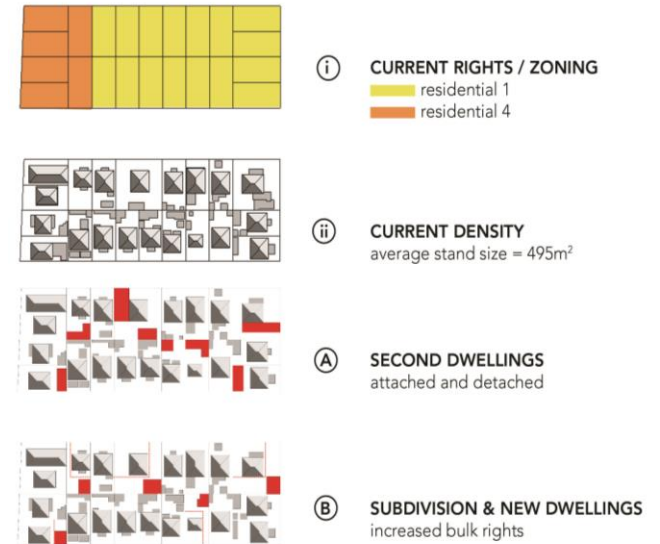 i CURRENT RIGHTS / ZONING
residential 1
residential 4
ii CURRENT DENSITY
average stand size = 495m²
A SECOND DWELLINGS
attached and detached
B SUBDIVISION & NEW DWELLINGS
increased bulk rights